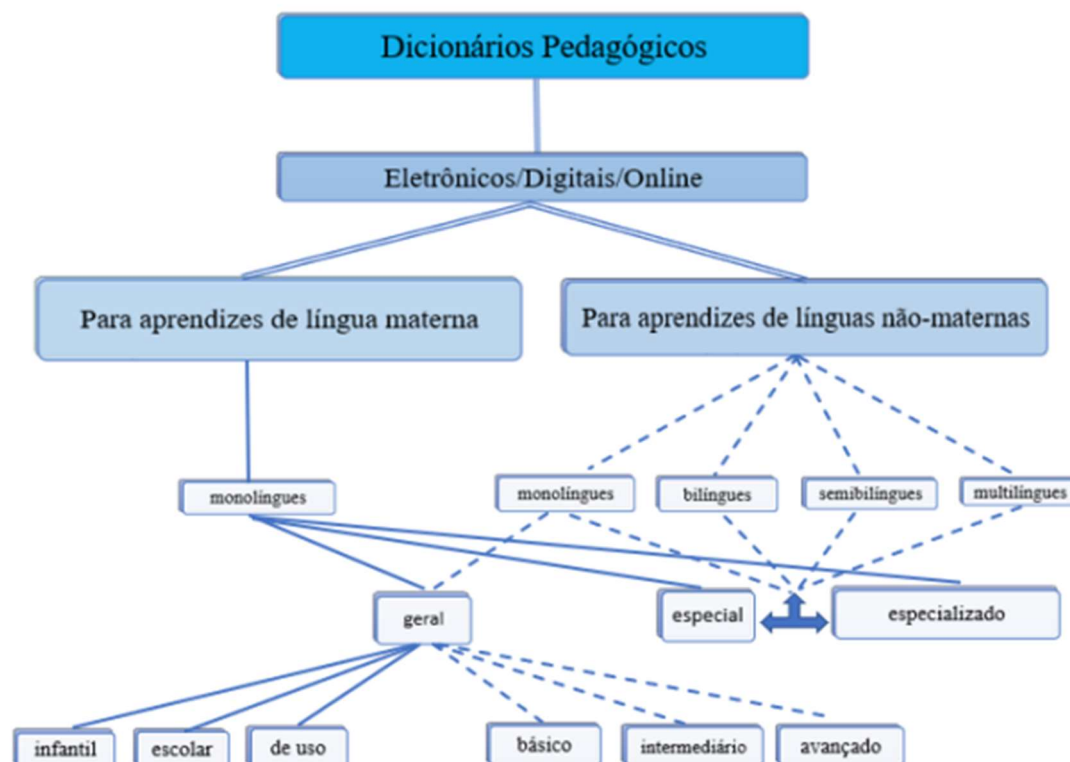 Dicionários Pedagógicos
Eletrônicos/Digitais/Online
Para aprendizes de língua materna
Para aprendizes de línguas não-maternas
monolíngues
monolíngues
bilíngues
semibilíngues
multilíngues
geral
especial
especializado
infantil
escolar
de uso
básico
intermediário
avançado